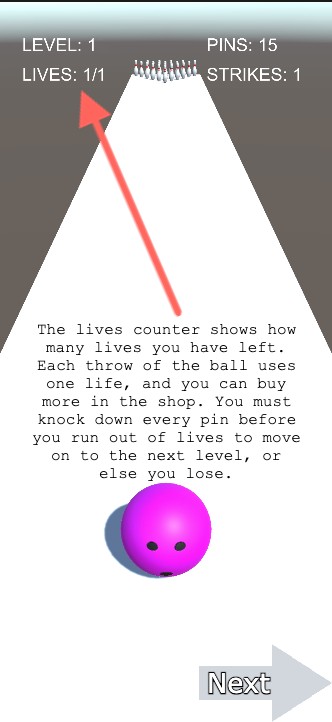 LEVEL: 1 PINS: 15
LIVES: 1/1 STRIKES: 1
The lives counter shows how
many lives you have left.
Each throw of the ball uses
one life, and you can buy
more in the shop. You must
knock down every pin before
you run out of lives to move
on to the next level, or
else you lose.
Next